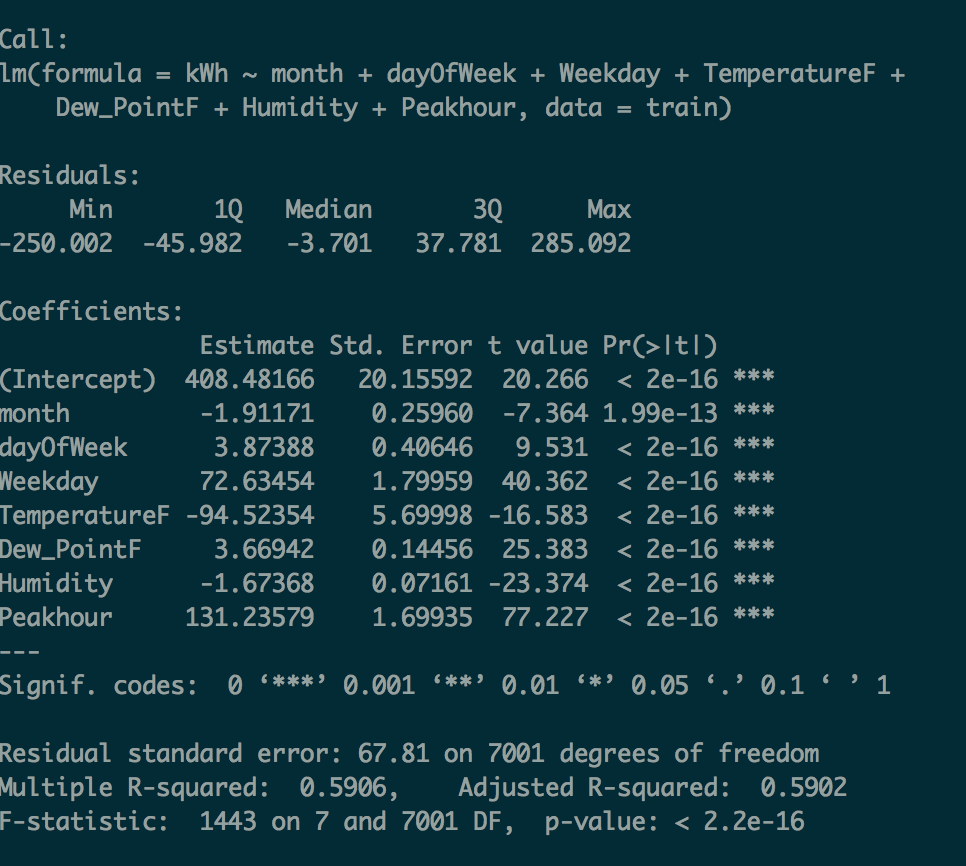 Call:
lm(formula = kWh ~ month + dayOfWeek + Weekday + TemperatureF +
    Dew_PointF + Humidity + Peakhour, data = train)

Residuals:
     Min       1Q   Median       3Q      Max
-250.002  -45.982   -3.701   37.781  285.092

Coefficients:
              Estimate Std. Error t value Pr(>|t|)
(Intercept)  408.48166   20.15592  20.266  < 2e-16 ***
month         -1.91171    0.25960  -7.364 1.99e-13 ***
dayOfWeek      3.87388    0.40646   9.531  < 2e-16 ***
Weekday       72.63454    1.79959  40.362  < 2e-16 ***
TemperatureF -94.52354    5.69998 -16.583  < 2e-16 ***
Dew_PointF     3.66942    0.14456  25.383  < 2e-16 ***
Humidity      -1.67368    0.07161 -23.374  < 2e-16 ***
Peakhour     131.23579    1.69935  77.227  < 2e-16 ***
---
Signif. codes:  0 ‘***’ 0.001 ‘**’ 0.01 ‘*’ 0.05 ‘.’ 0.1 ‘ ’ 1

Residual standard error: 67.81 on 7001 degrees of freedom
Multiple R-squared:  0.5906,    Adjusted R-squared:  0.5902
F-statistic:  1443 on 7 and 7001 DF,  p-value: < 2.2e-16